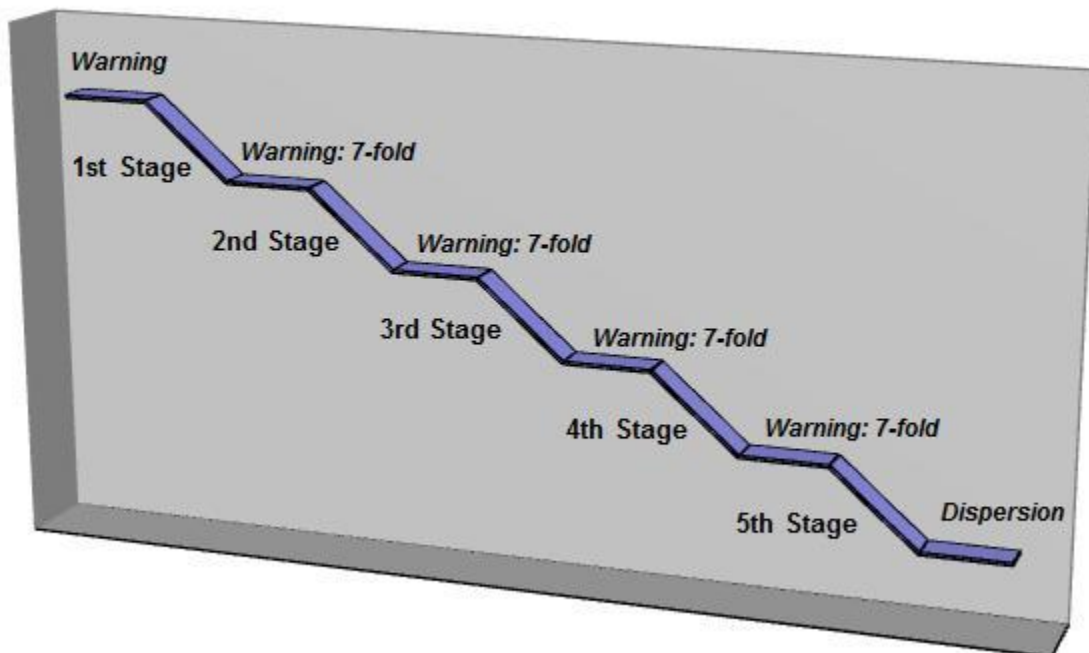 Warning
1st Stage
Warning: 7-fold
2nd Stage
Warning: 7-fold
3rd Stage
Warning: 7-fold
4th Stage
Warning: 7-fold
5th Stage
Dispersion